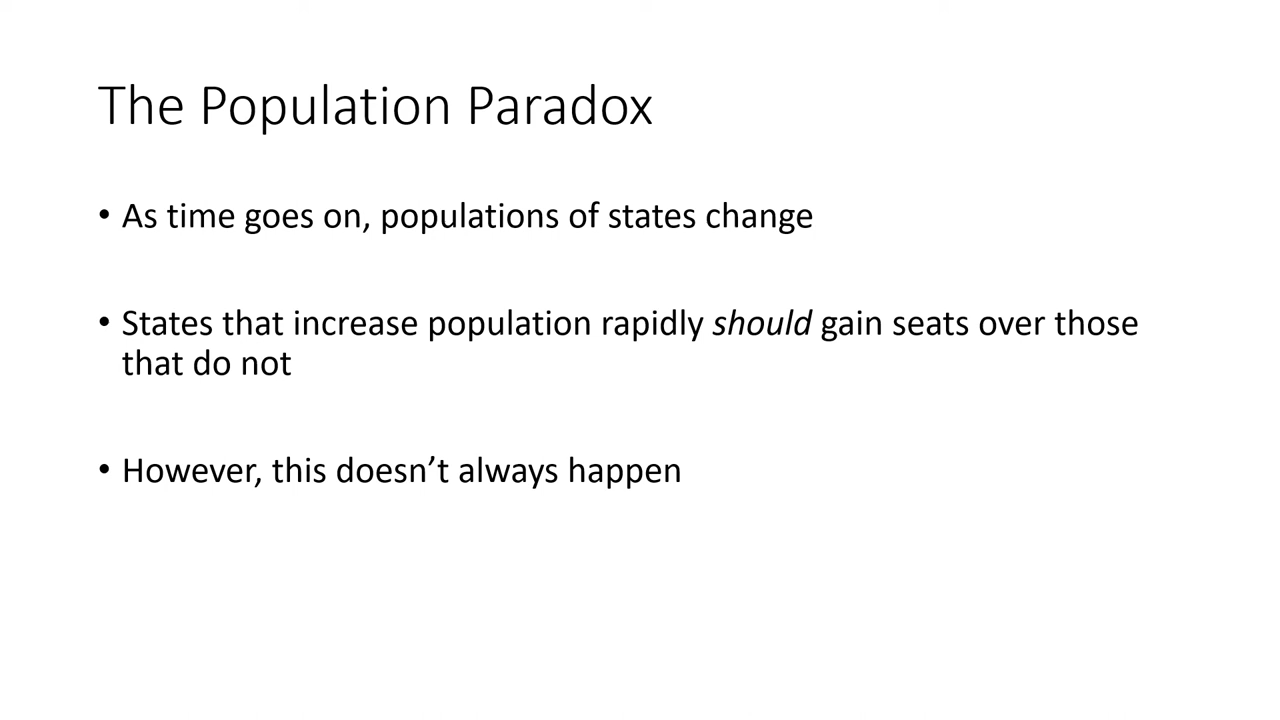 The Population Paradox
• As time goes on, populations of states change
• States that increase population rapidly should gain seats over those
that do not
• However, this doesn’t always happen